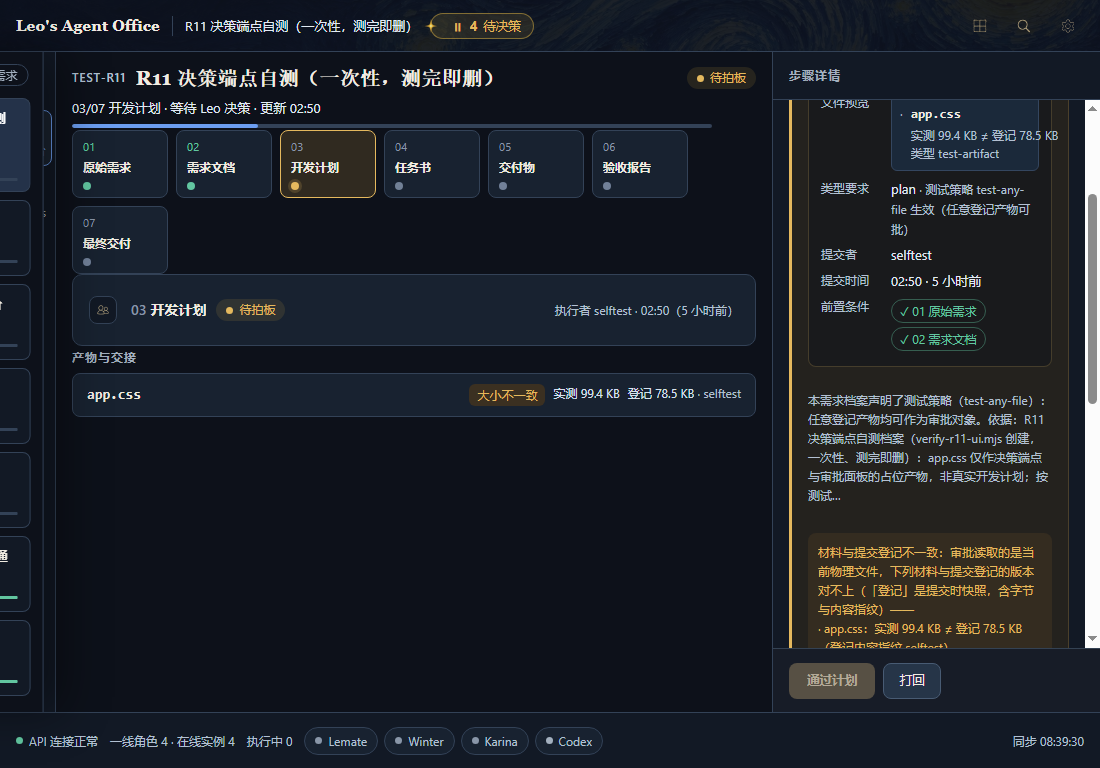 Leo's Agent Office
R11 决策端点自测（一次性，测完即删）
4 待决策
需求
TEST-R11 R11 决策端点自测（一次性，测完即删）
待拍板
03/07 开发计划 · 等待 Leo 决策 · 更新 02:50
01
原始需求
02
需求文档
03
开发计划
04
任务书
05
交付物
06
验收报告
07
最终交付
03 开发计划
待拍板
执行者 selftest · 02:50（5 小时前）
产物与交接
app.css
大小不一致
实测 99.4 KB 登记 78.5 KB · selftest
步骤详情
文件预览
· app.css
实测 99.4 KB ≠ 登记 78.5 KB
类型 test-artifact
类型要求
plan · 测试策略 test-any-
file 生效（任意登记产物可
批）
提交者
selftest
提交时间
02:50 · 5 小时前
前置条件
✓ 01 原始需求
✓ 02 需求文档
本需求档案声明了测试策略（test-any-file）：
任意登记产物均可作为审批对象。依据：R11
决策端点自测档案（verify-r11-ui.mjs 创建，
一次性、测完即删）：app.css 仅作决策端点
与审批面板的占位产物，非真实开发计划；按
测试...
材料与提交登记不一致：审批读取的是当
前物理文件，下列材料与提交登记的版本
对不上（「登记」是提交时快照，含字节
与内容指纹）——
· app.css：实测 99.4 KB ≠ 登记 78.5 KB
（登记内容指纹 selftest）
通过计划
打回
API 连接正常
一线角色 4 · 在线实例 4
执行中 0
Lemate
Winter
Karina
Codex
同步 08:39:30